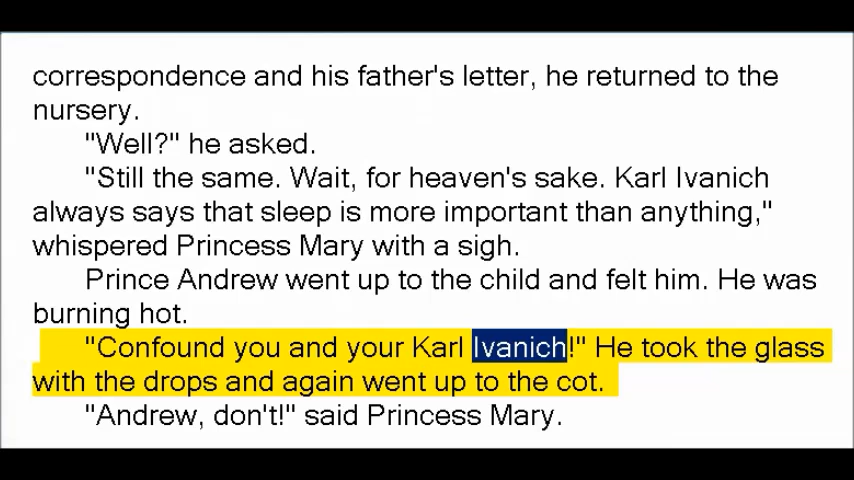 correspondence and his father's letter, he returned to the
nursery.
"Well?" he asked.
"Still the same. Wait, for heaven's sake. Karl Ivanich
always says that sleep is more important than anything,"
whispered Princess Mary with a sigh.
Prince Andrew went up to the child and felt him. He was
burning hot.
"Confound you and your Karl Ivanich!" He took the glass
with the drops and again went up to the cot.
"Andrew, don't!" said Princess Mary.